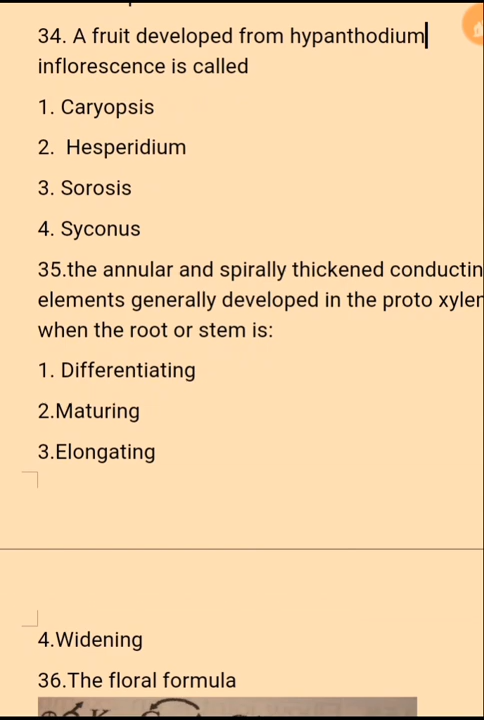 34. A fruit developed from hypanthodium
inflorescence is called
1. Caryopsis
2. Hesperidium
3. Sorosis
4. Syconus
35.the annular and spirally thickened conductin
elements generally developed in the proto xyler
when the root or stem is:
1. Differentiating
2.Maturing
3.Elongating
4.Widening
36.The floral formula